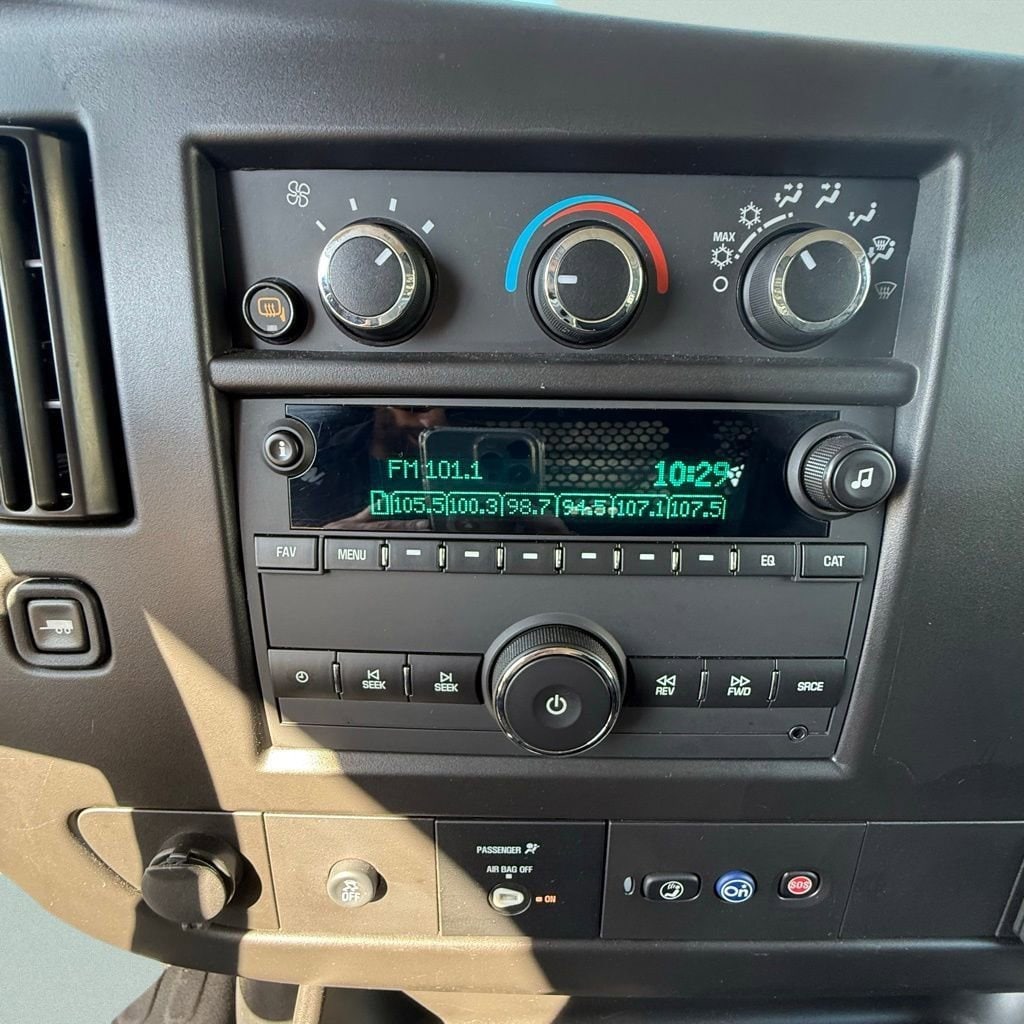 MAX
i
FM 101.1 10:29
1 105.5 100.3 98.7 94.5 107.1 107.5
FAV MENU EQ CAT
SEEK SEEK REV FWD SRCE
PASSENGER
AIR BAG OFF
ON
OFF
On
SOS